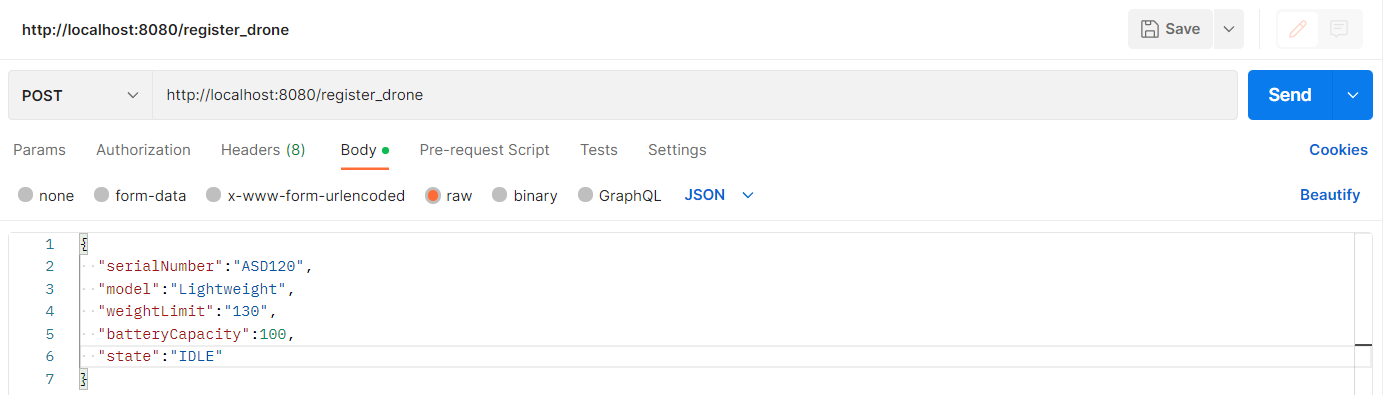 http://localhost:8080/register_drone
Save
POST http://localhost:8080/register_drone Send
Params Authorization Headers (8) Body Pre-request Script Tests Settings Cookies
none form-data x-www-form-urlencoded raw binary GraphQL JSON Beautify
1 {
2 "serialNumber":"ASD120",
3 "model":"Lightweight",
4 "weightLimit":"130",
5 "batteryCapacity":100,
6 "state":"IDLE"
7 }